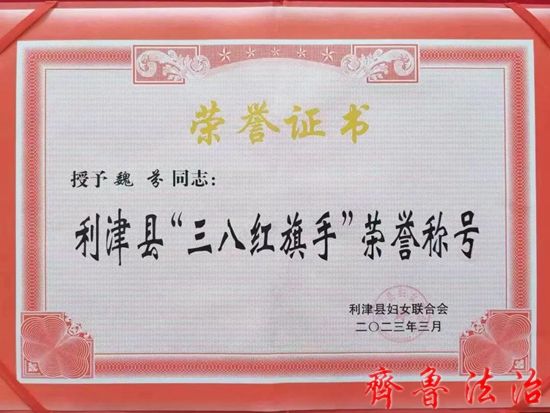 荣誉证书
授予魏 芬同志：
利津县“三八红旗手”荣誉称号
利津县妇女联合会
二〇二三年三月
齐鲁法治